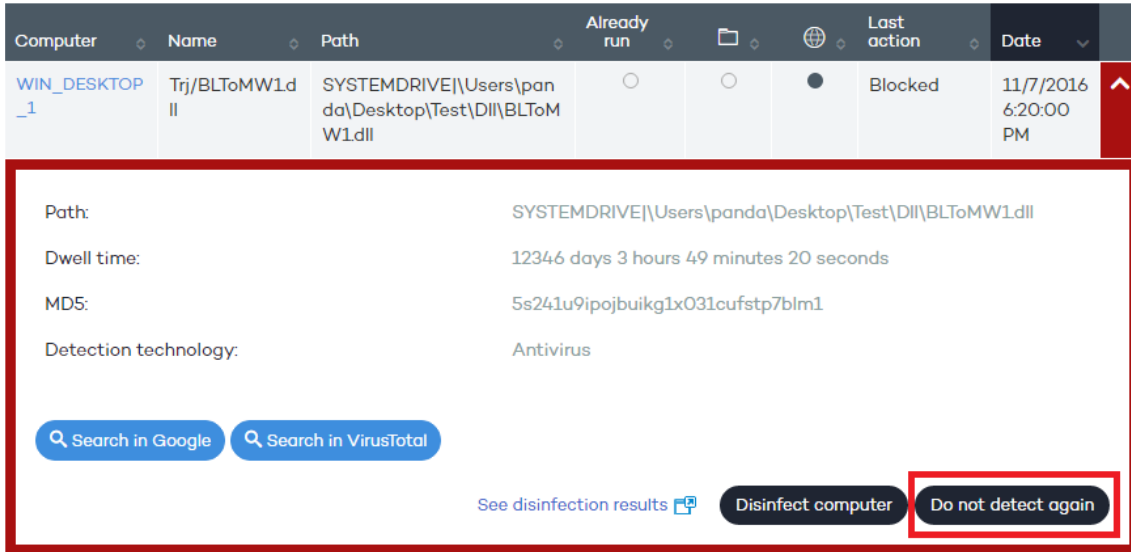 Computer Name Path Already run Last action Date
WIN_DESKTOP Trj/BLToMW1.d SYSTEMDRIVE|\Users\pan Blocked 11/7/2016
_1 ll da\Desktop\Test\Dll\BLToM 6:20:00
W1.dll PM
Path: SYSTEMDRIVE|\Users\panda\Desktop\Test\Dll\BLToMW1.dll
Dwell time: 12346 days 3 hours 49 minutes 20 seconds
MD5: 5s241u9ipojbuikg1x031cufstp7blm1
Detection technology: Antivirus
Search in Google Search in VirusTotal
See disinfection results Disinfect computer Do not detect again